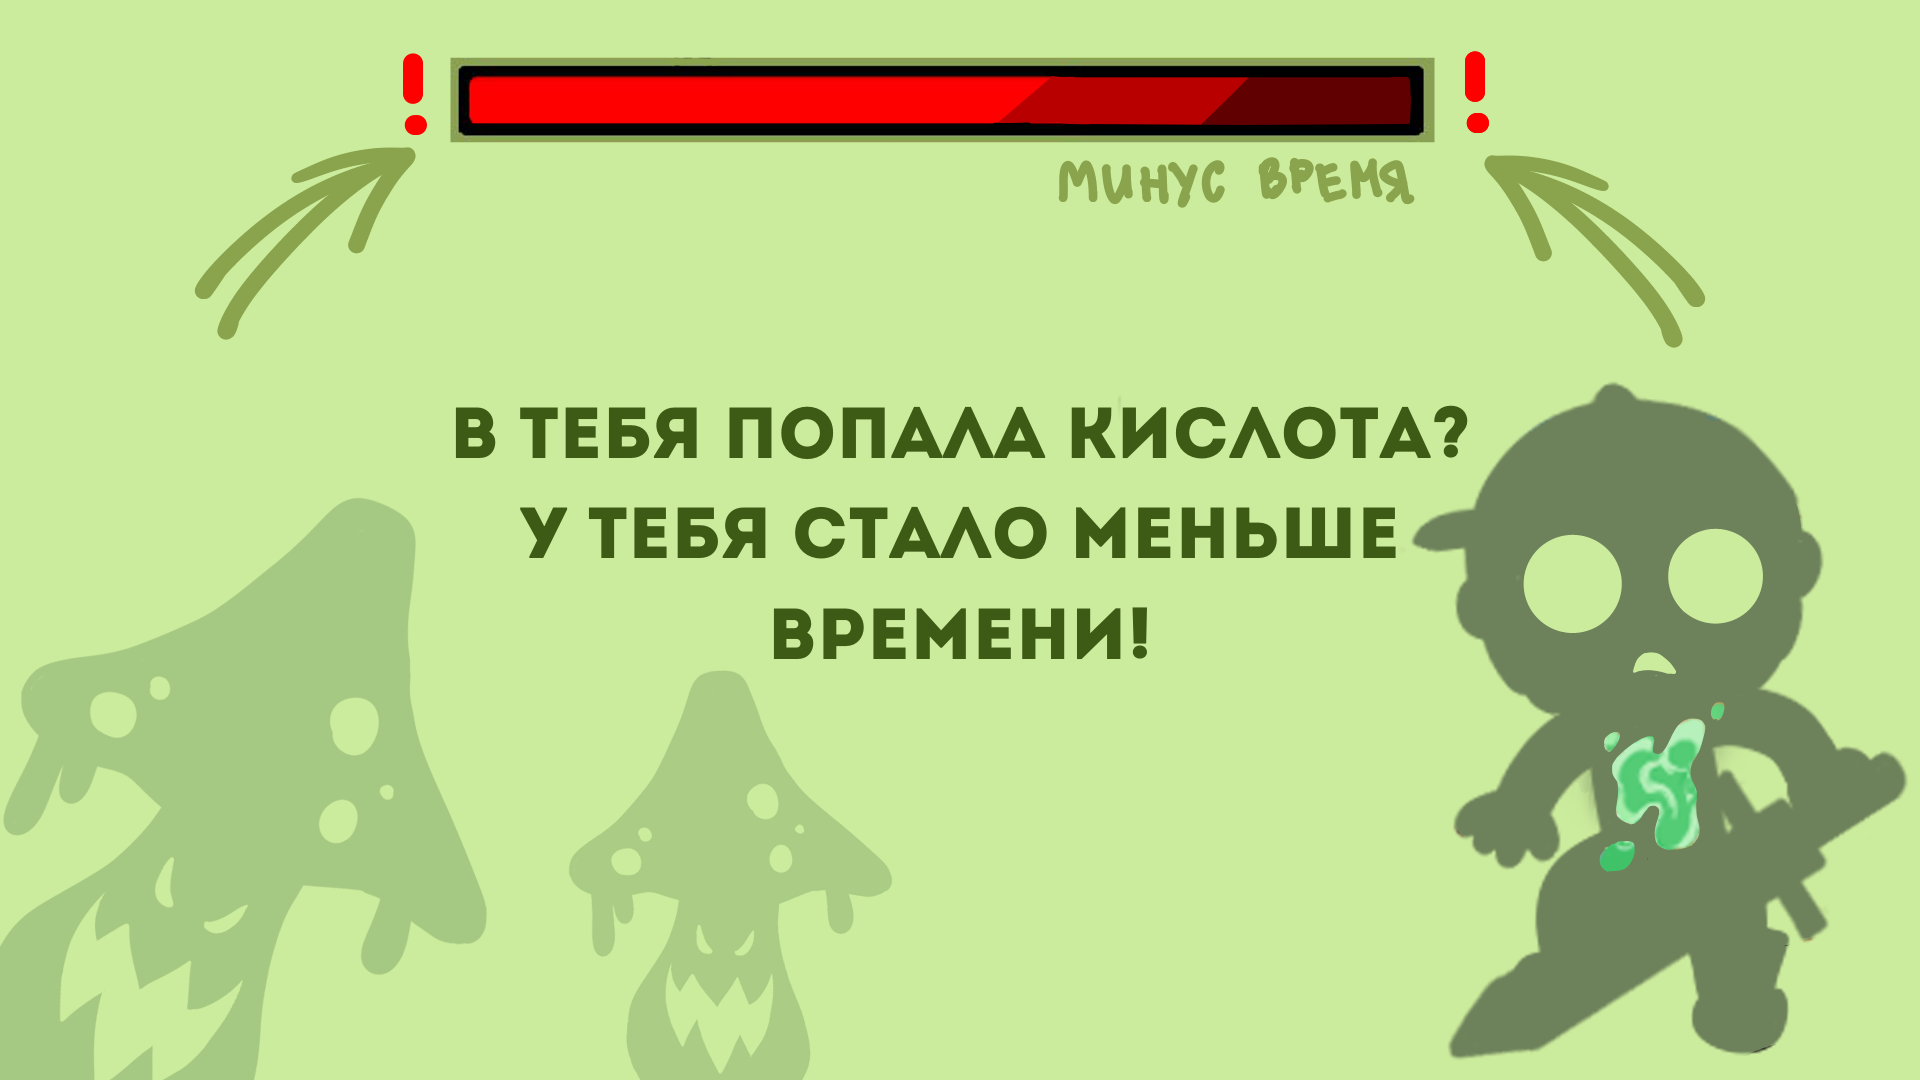 ! !
МИНУС ВРЕМЯ
В ТЕБЯ ПОПАЛА КИСЛОТА?
У ТЕБЯ СТАЛО МЕНЬШЕ
ВРЕМЕНИ!